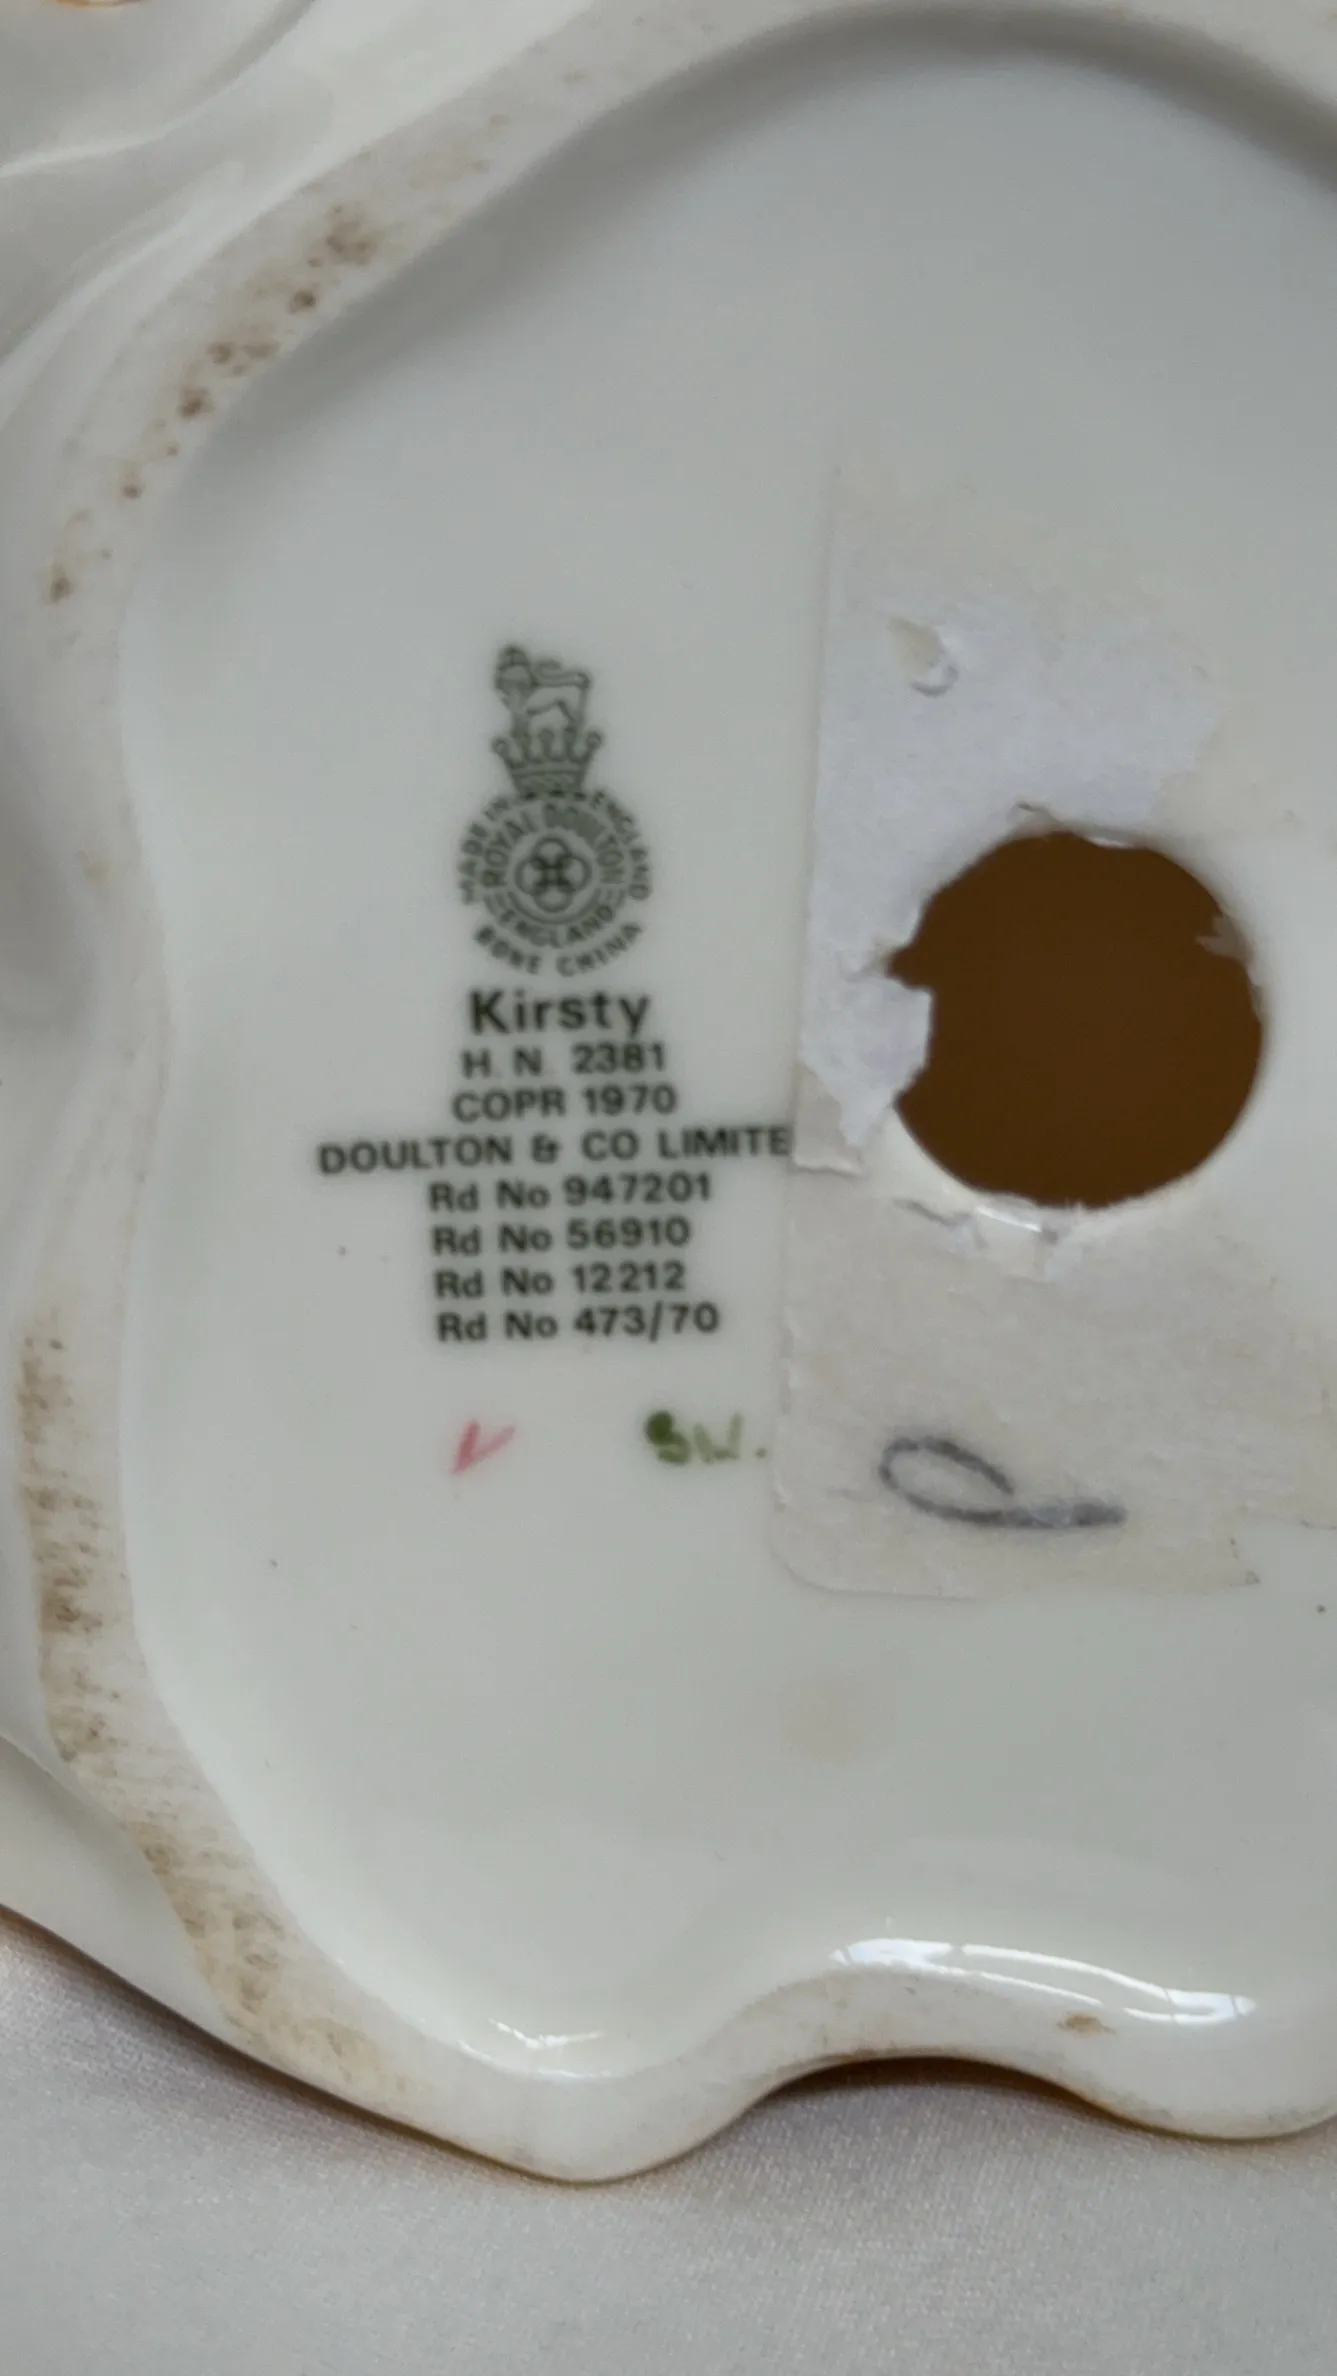 MADE IN ENGLAND
ROYAL DOULTON
ENGLAND
BONE CHINA
Kirsty
H. N. 2381
COPR 1970
DOULTON & CO LIMITE
Rd No 947201
Rd No 56910
Rd No 12212
Rd No 473/70
SW.